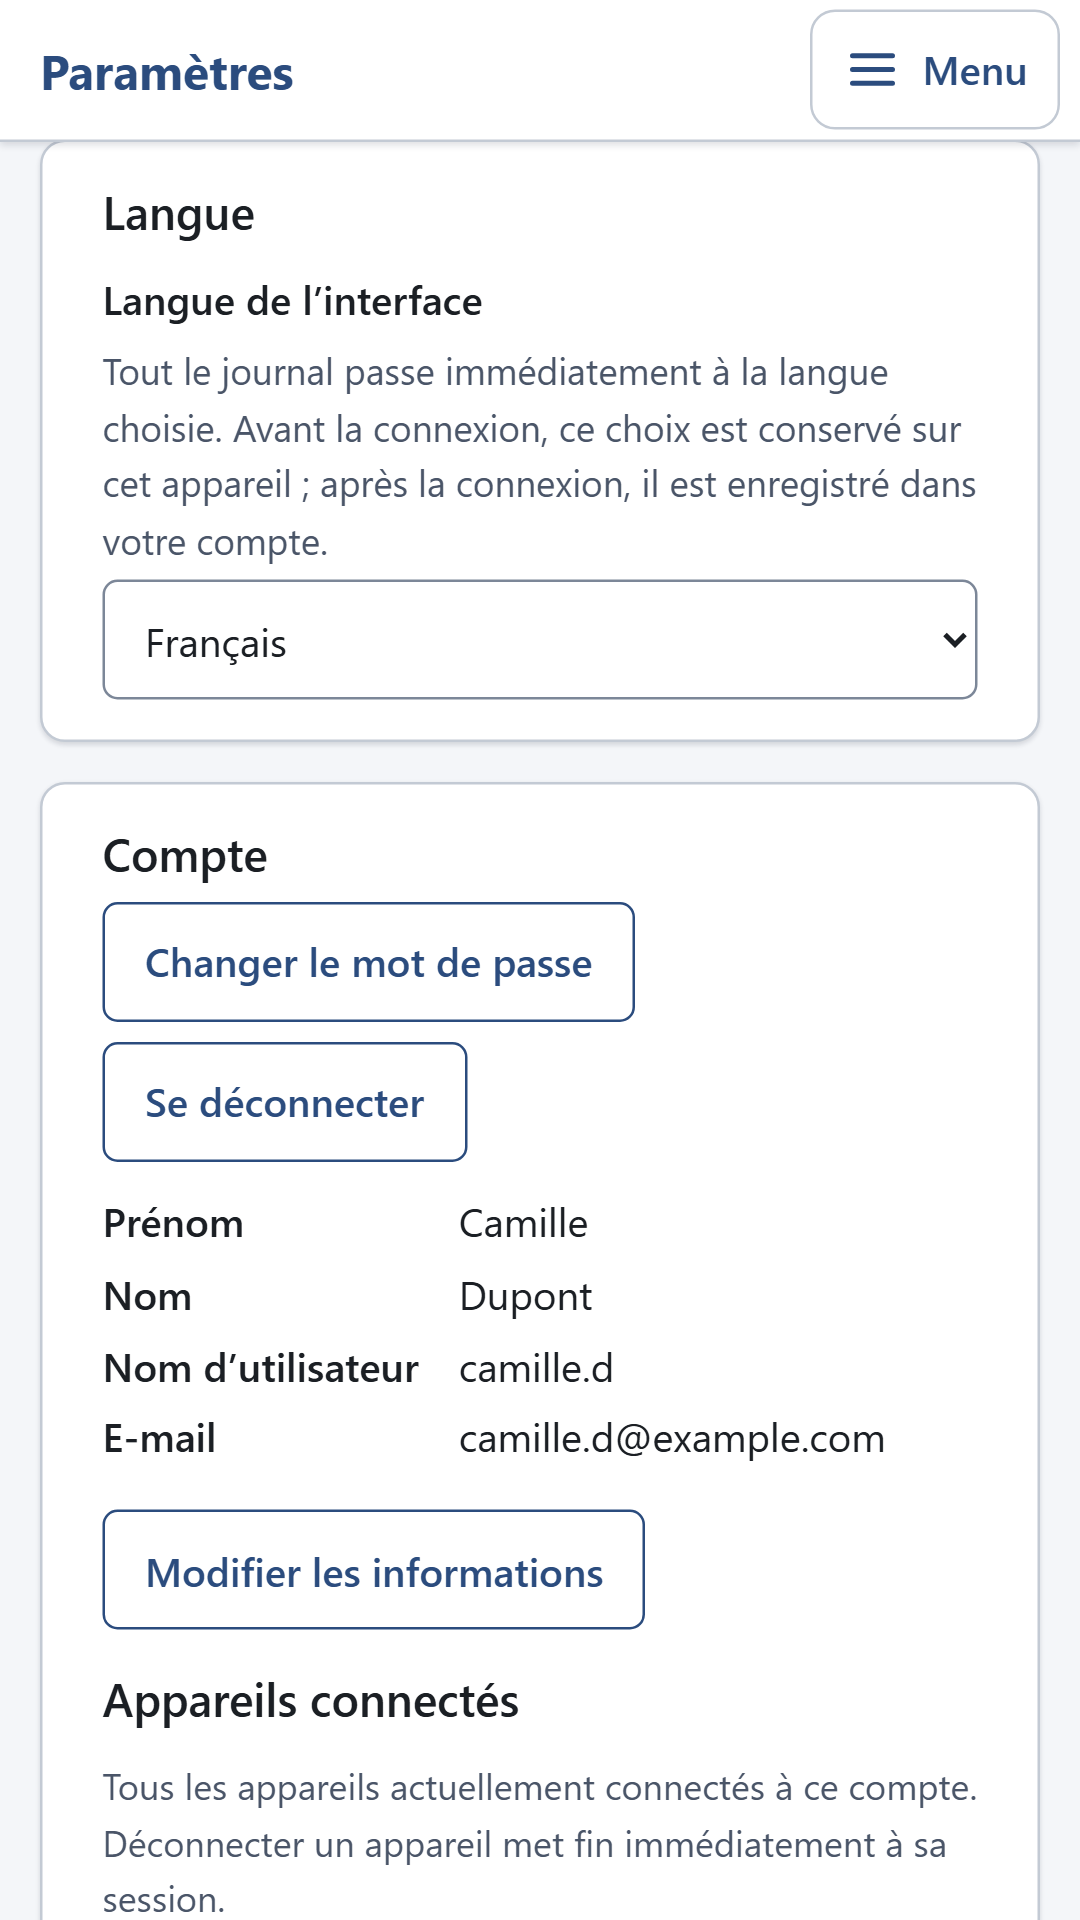 Paramètres
Menu
Langue
Langue de l’interface
Tout le journal passe immédiatement à la langue
choisie. Avant la connexion, ce choix est conservé sur
cet appareil ; après la connexion, il est enregistré dans
votre compte.
Français
Compte
Changer le mot de passe
Se déconnecter
Prénom Camille
Nom Dupont
Nom d’utilisateur camille.d
E-mail camille.d@example.com
Modifier les informations
Appareils connectés
Tous les appareils actuellement connectés à ce compte.
Déconnecter un appareil met fin immédiatement à sa
session.